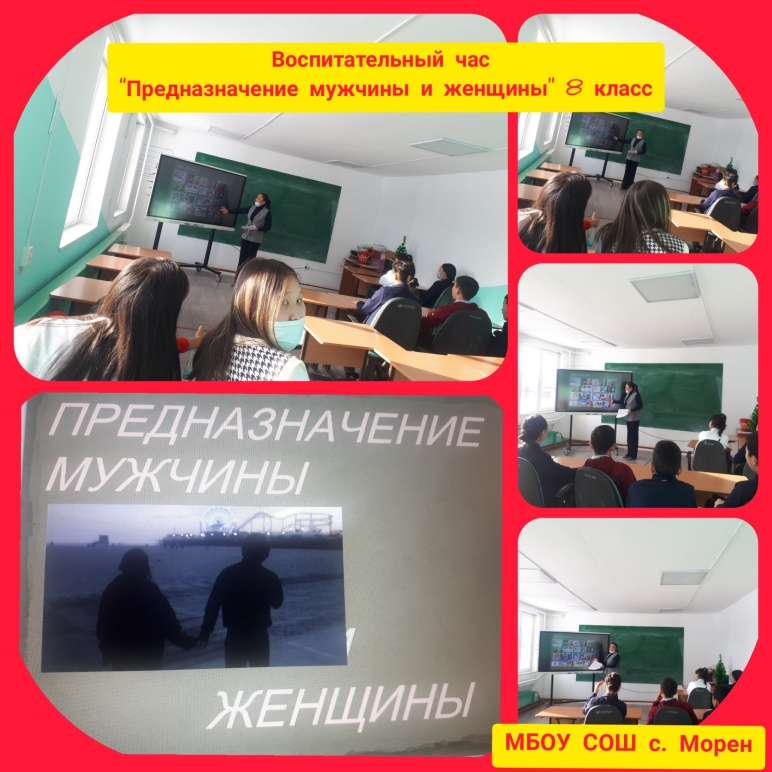 Воспитательный час
"Предназначение мужчины и женщины" 8 класс
ПРЕДНАЗНАЧЕНИЕ
МУЖЧИНЫ
И
ЖЕНЩИНЫ
МБОУ СОШ с. Морен